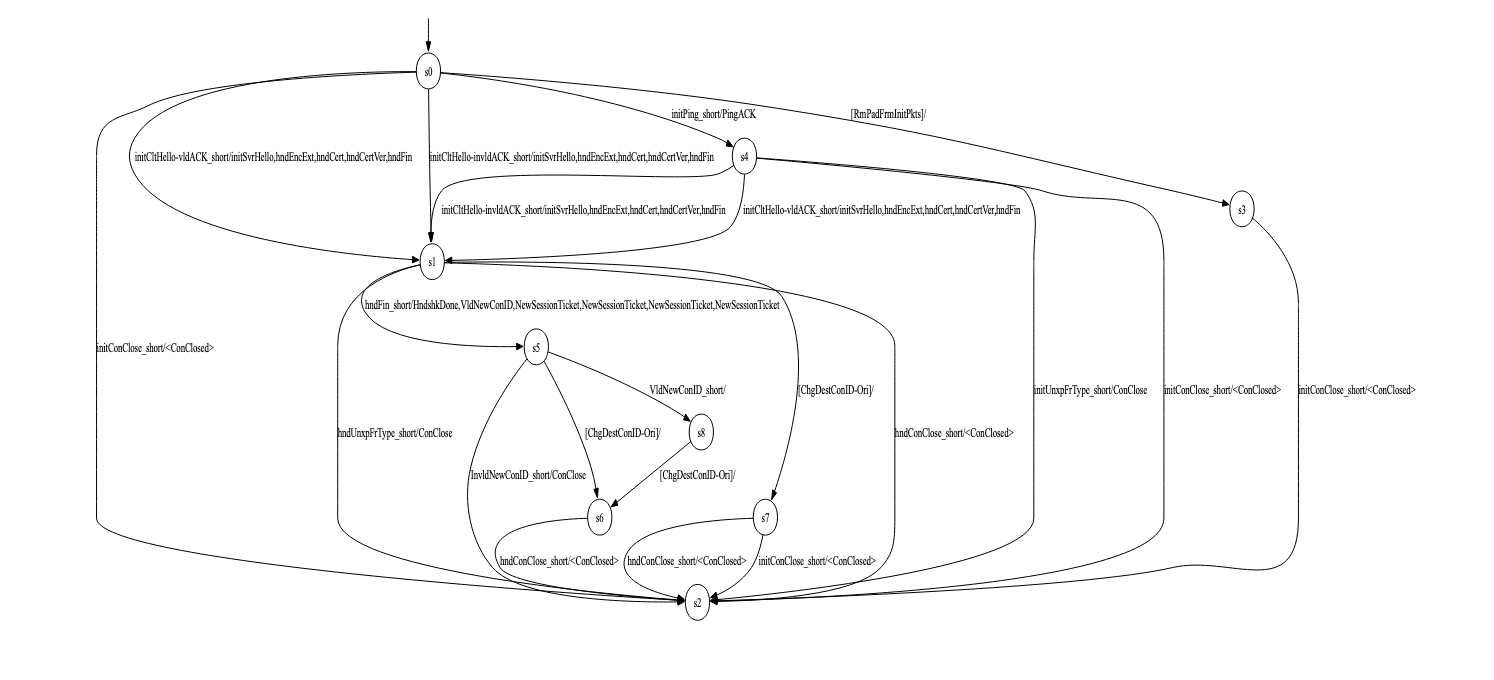 s0
initPing_short/PingACK
[RmPadFrmInitPkts]/
initCltHello-vldACK_short/initSvrHello,hndEncExt,hndCert,hndCertVer,hndFin
initCltHello-invldACK_short/initSvrHello,hndEncExt,hndCert,hndCertVer,hndFin
s4
initCltHello-invldACK_short/initSvrHello,hndEncExt,hndCert,hndCertVer,hndFin
initCltHello-vldACK_short/initSvrHello,hndEncExt,hndCert,hndCertVer,hndFin
s3
s1
hndFin_short/HndshkDone,VldNewConID,NewSessionTicket,NewSessionTicket,NewSessionTicket,NewSessionTicket
initConClose_short/<ConClosed>
s5
VldNewConID_short/
[ChgDestConID-Ori]/
initUnxpFrType_short/ConClose
initConClose_short/<ConClosed>
initConClose_short/<ConClosed>
hndUnxpFrType_short/ConClose
[ChgDestConID-Ori]/
s8
hndConClose_short/<ConClosed>
InvldNewConID_short/ConClose
[ChgDestConID-Ori]/
s6
s7
hndConClose_short/<ConClosed>
hndConClose_short/<ConClosed>
initConClose_short/<ConClosed>
s2